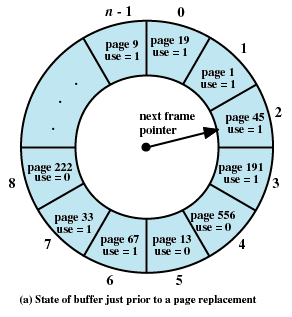 n - 1
0
page 9
use = 1
page 19
use = 1
1
page 1
use = 1
next frame
pointer
2
page 45
use = 1
page 222
use = 0
page 191
use = 1
8
3
page 33
use = 1
page 556
use = 0
page 67
use = 1
page 13
use = 0
7
4
6
5
(a) State of buffer just prior to a page replacement